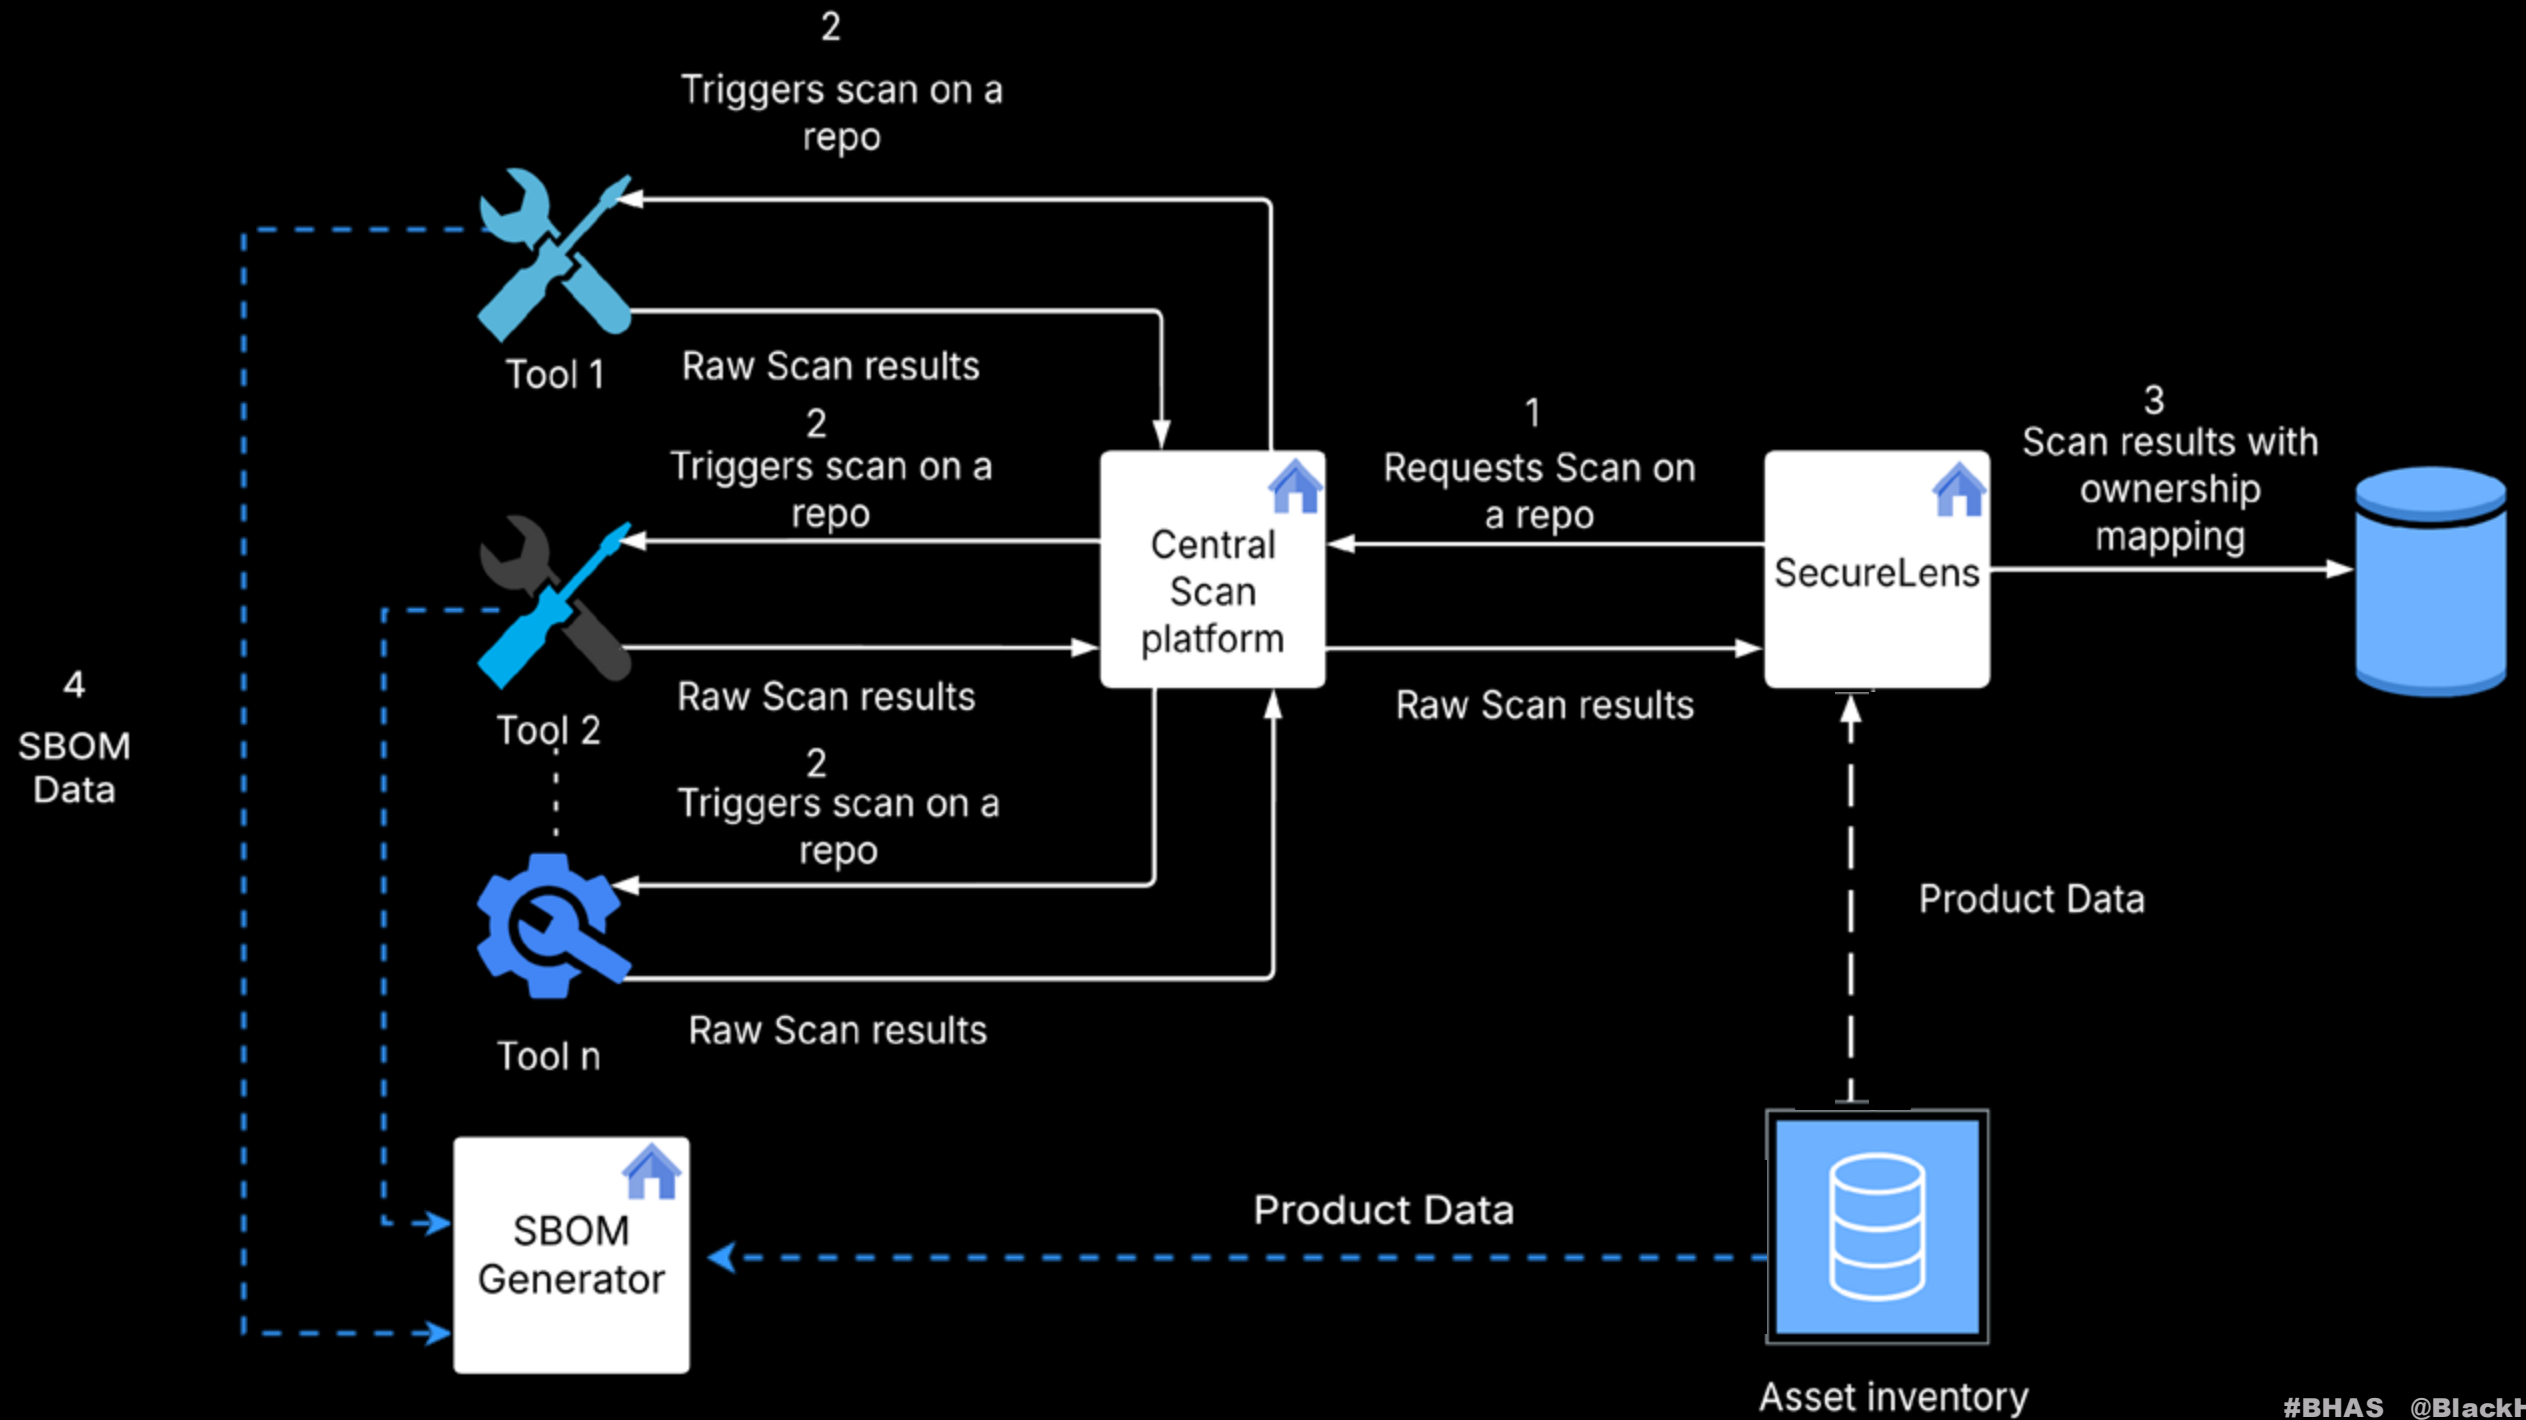 2
Triggers scan on a
repo
Tool 1
Raw Scan results
2
Triggers scan on a
repo
Tool 2
Raw Scan results
2
Triggers scan on a
repo
Tool n
Raw Scan results
Central
Scan
platform
1
Requests Scan on
a repo
Raw Scan results
SecureLens
3
Scan results with
ownership
mapping
4
SBOM
Data
SBOM
Generator
Product Data
Product Data
Asset inventory
#BHAS @BlackH